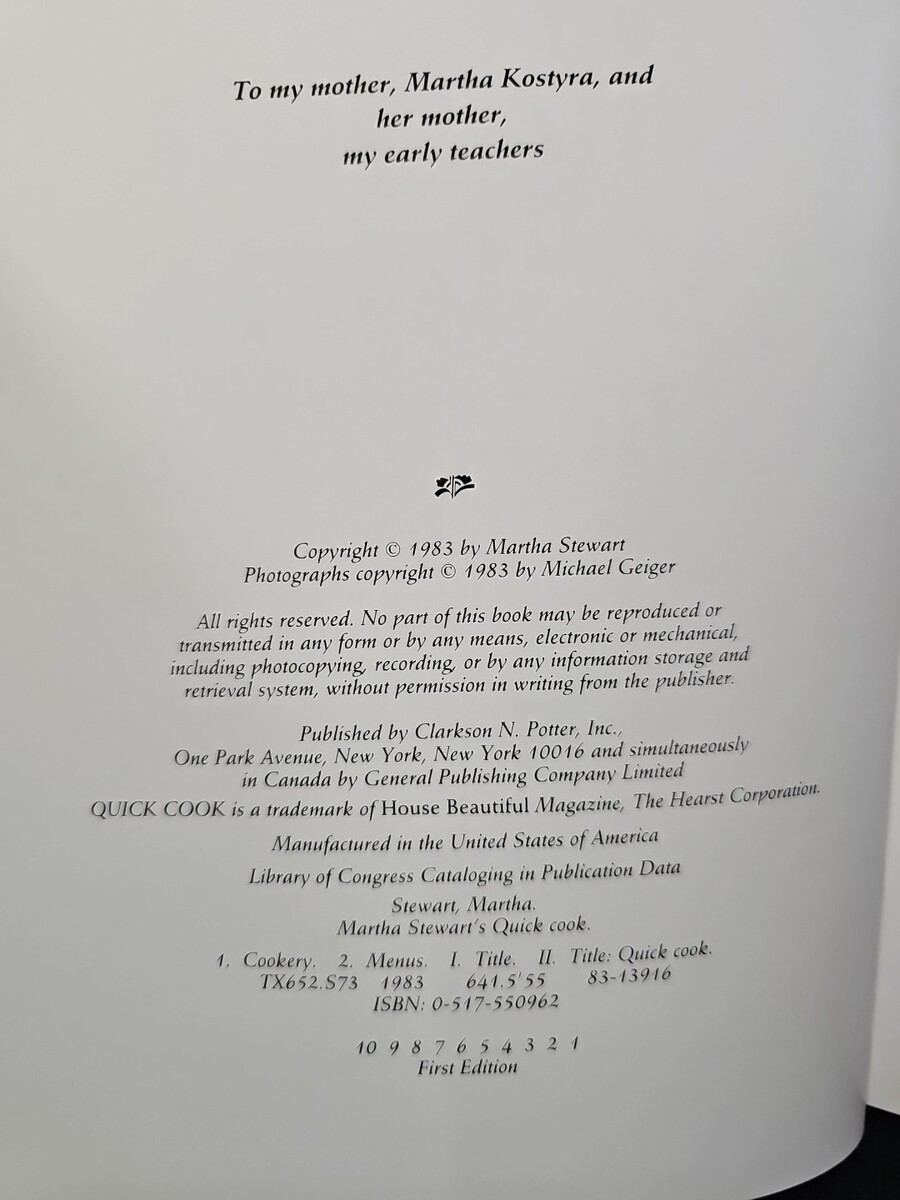 To my mother, Martha Kostyra, and
her mother,
my early teachers
Copyright © 1983 by Martha Stewart
Photographs copyright © 1983 by Michael Geiger
All rights reserved. No part of this book may be reproduced or
transmitted in any form or by any means, electronic or mechanical,
including photocopying, recording, or by any information storage and
retrieval system, without permission in writing from the publisher.
Published by Clarkson N. Potter, Inc.,
One Park Avenue, New York, New York 10016 and simultaneously
in Canada by General Publishing Company Limited
QUICK COOK is a trademark of House Beautiful Magazine, The Hearst Corporation.
Manufactured in the United States of America
Library of Congress Cataloging in Publication Data
Stewart, Martha.
Martha Stewart's Quick cook.
1. Cookery. 2. Menus. I. Title. II. Title: Quick cook.
TX652.S73 1983 641.5'55 83-13916
ISBN: 0-517-550962
10 9 8 7 6 5 4 3 2 1
First Edition